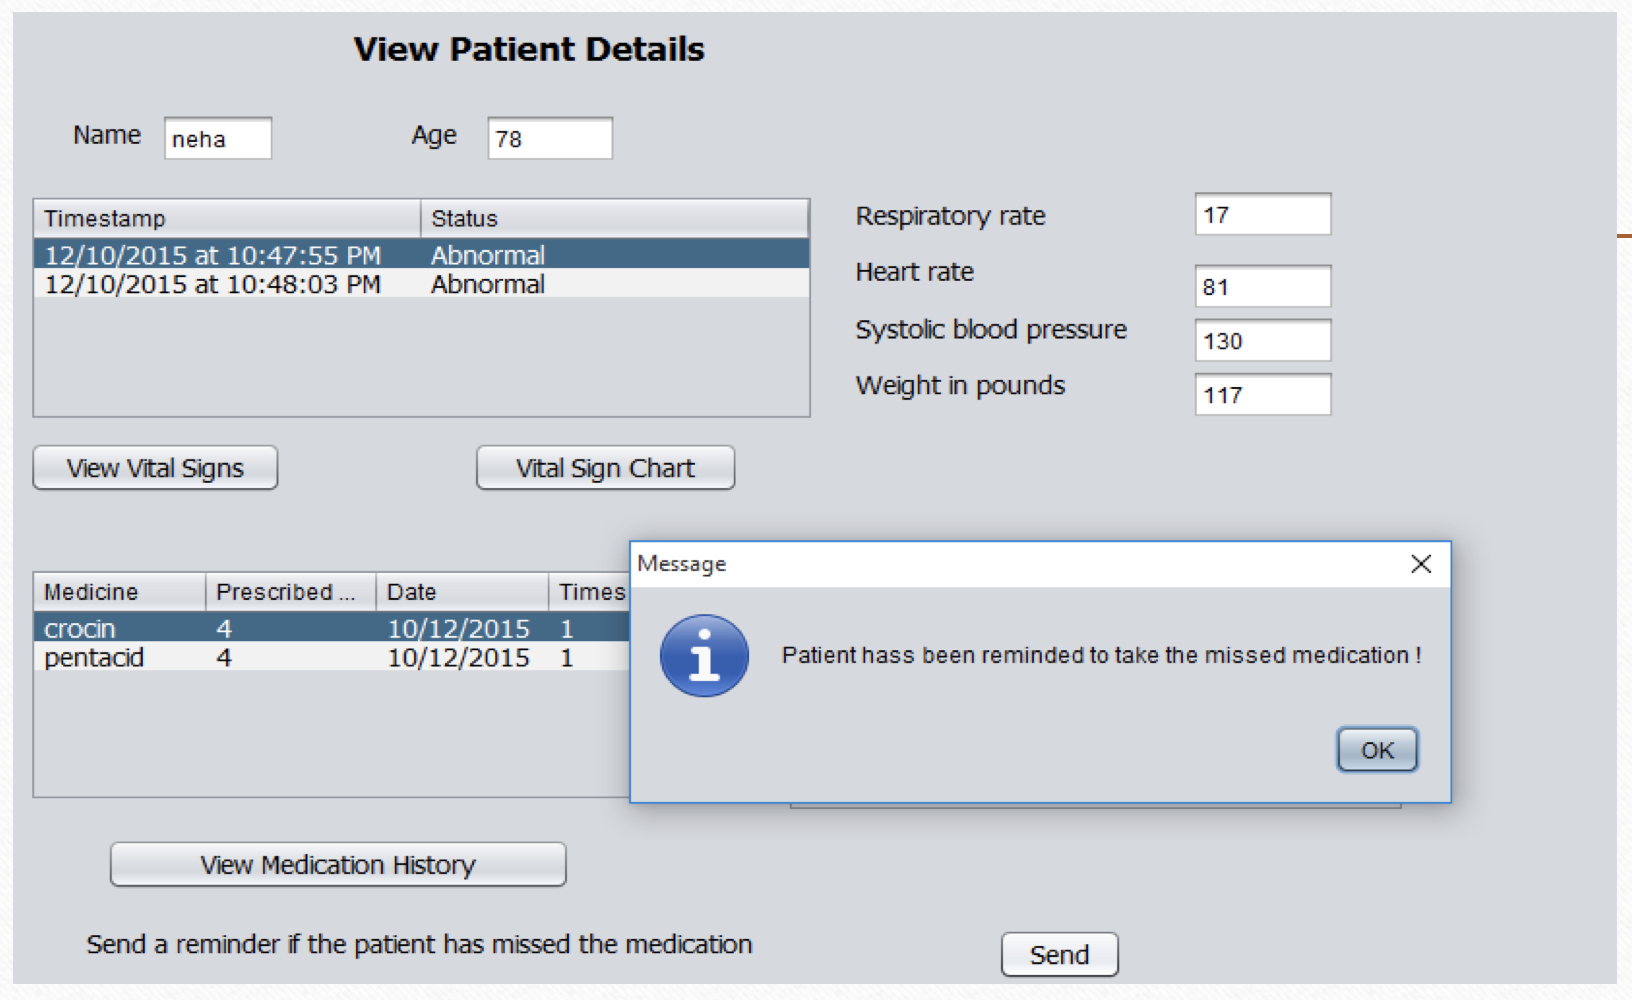 View Patient Details
Name neha Age 78
Timestamp Status
12/10/2015 at 10:47:55 PM Abnormal
12/10/2015 at 10:48:03 PM Abnormal
Respiratory rate 17
Heart rate 81
Systolic blood pressure 130
Weight in pounds 117
View Vital Signs Vital Sign Chart
Medicine Prescribed ... Date Times
crocin 4 10/12/2015 1
pentacid 4 10/12/2015 1
Message
Patient hass been reminded to take the missed medication !
OK
View Medication History
Send a reminder if the patient has missed the medication Send